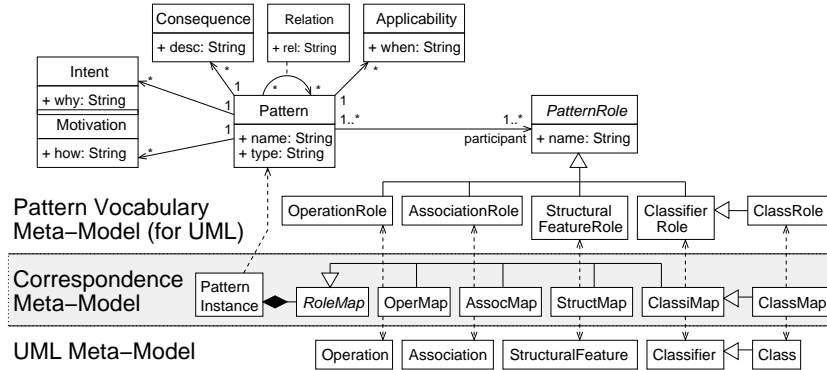 Consequence
+ desc: String
Relation
+ rel: String
Applicability
+ when: String
*
*
*
*
Intent
+ why: String
*
1
1
Pattern
+ name: String
+ type: String
1
1..*
1..*
participant
PatternRole
+ name: String
Motivation
+ how: String
*
1
Pattern Vocabulary
Meta−Model (for UML)
OperationRole
AssociationRole
Structural
FeatureRole
Classifier
Role
ClassRole
Correspondence
Meta−Model
Pattern
Instance
RoleMap
OperMap
AssocMap
StructMap
ClassiMap
ClassMap
UML Meta−Model
Operation
Association
StructuralFeature
Classifier
Class